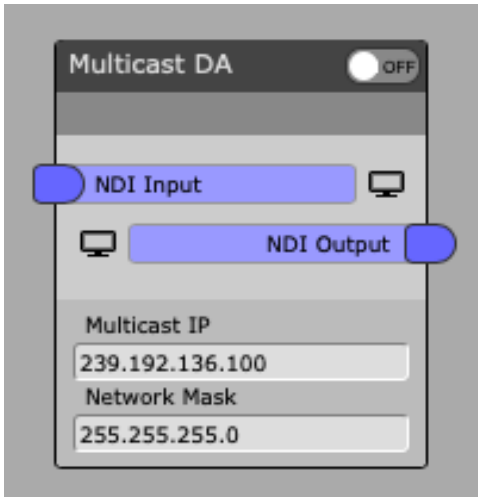 Multicast DA
OFF
NDI Input
NDI Output
Multicast IP
239.192.136.100
Network Mask
255.255.255.0